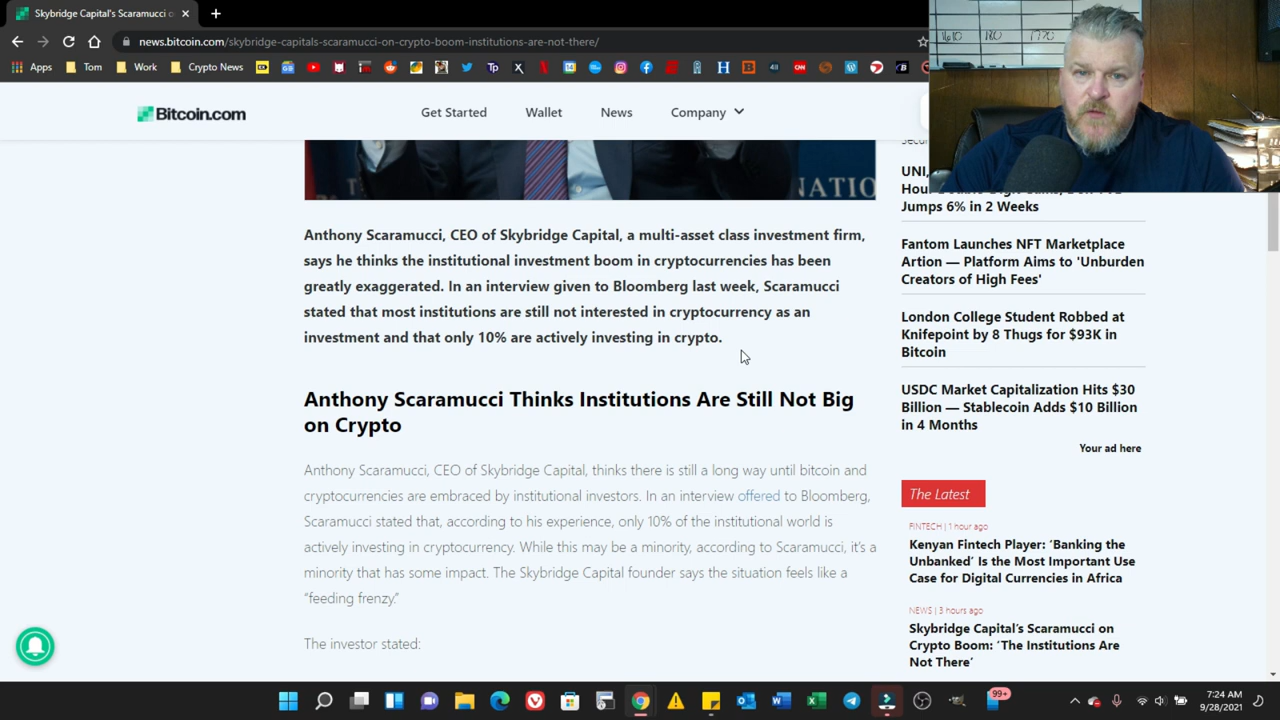 Skybridge Capital's Scaramucci o
news.bitcoin.com/skybridge-capitals-scaramucci-on-crypto-boom-institutions-are-not-there/
Apps
Tom
Work
Crypto News
Bitcoin.com
Get Started
Wallet
News
Company
NATIO
Anthony Scaramucci, CEO of Skybridge Capital, a multi-asset class investment firm,
says he thinks the institutional investment boom in cryptocurrencies has been
greatly exaggerated. In an interview given to Bloomberg last week, Scaramucci
stated that most institutions are still not interested in cryptocurrency as an
investment and that only 10% are actively investing in crypto.
Anthony Scaramucci Thinks Institutions Are Still Not Big
on Crypto
Anthony Scaramucci, CEO of Skybridge Capital, thinks there is still a long way until bitcoin and
cryptocurrencies are embraced by institutional investors. In an interview offered to Bloomberg,
Scaramucci stated that, according to his experience, only 10% of the institutional world is
actively investing in cryptocurrency. While this may be a minority, according to Scaramucci, it's a
minority that has some impact. The Skybridge Capital founder says the situation feels like a
“feeding frenzy.”
The investor stated:
UNI,
Jumps 6% in 2 Weeks
Fantom Launches NFT Marketplace
Artion — Platform Aims to 'Unburden
Creators of High Fees'
London College Student Robbed at
Knifepoint by 8 Thugs for $93K in
Bitcoin
USDC Market Capitalization Hits $30
Billion — Stablecoin Adds $10 Billion
in 4 Months
Your ad here
The Latest
FINTECH | 1 hour ago
Kenyan Fintech Player: 'Banking the
Unbanked' Is the Most Important Use
Case for Digital Currencies in Africa
NEWS | 3 hours ago
Skybridge Capital's Scaramucci on
Crypto Boom: 'The Institutions Are
Not There'
99+
7:24 AM
9/28/2021